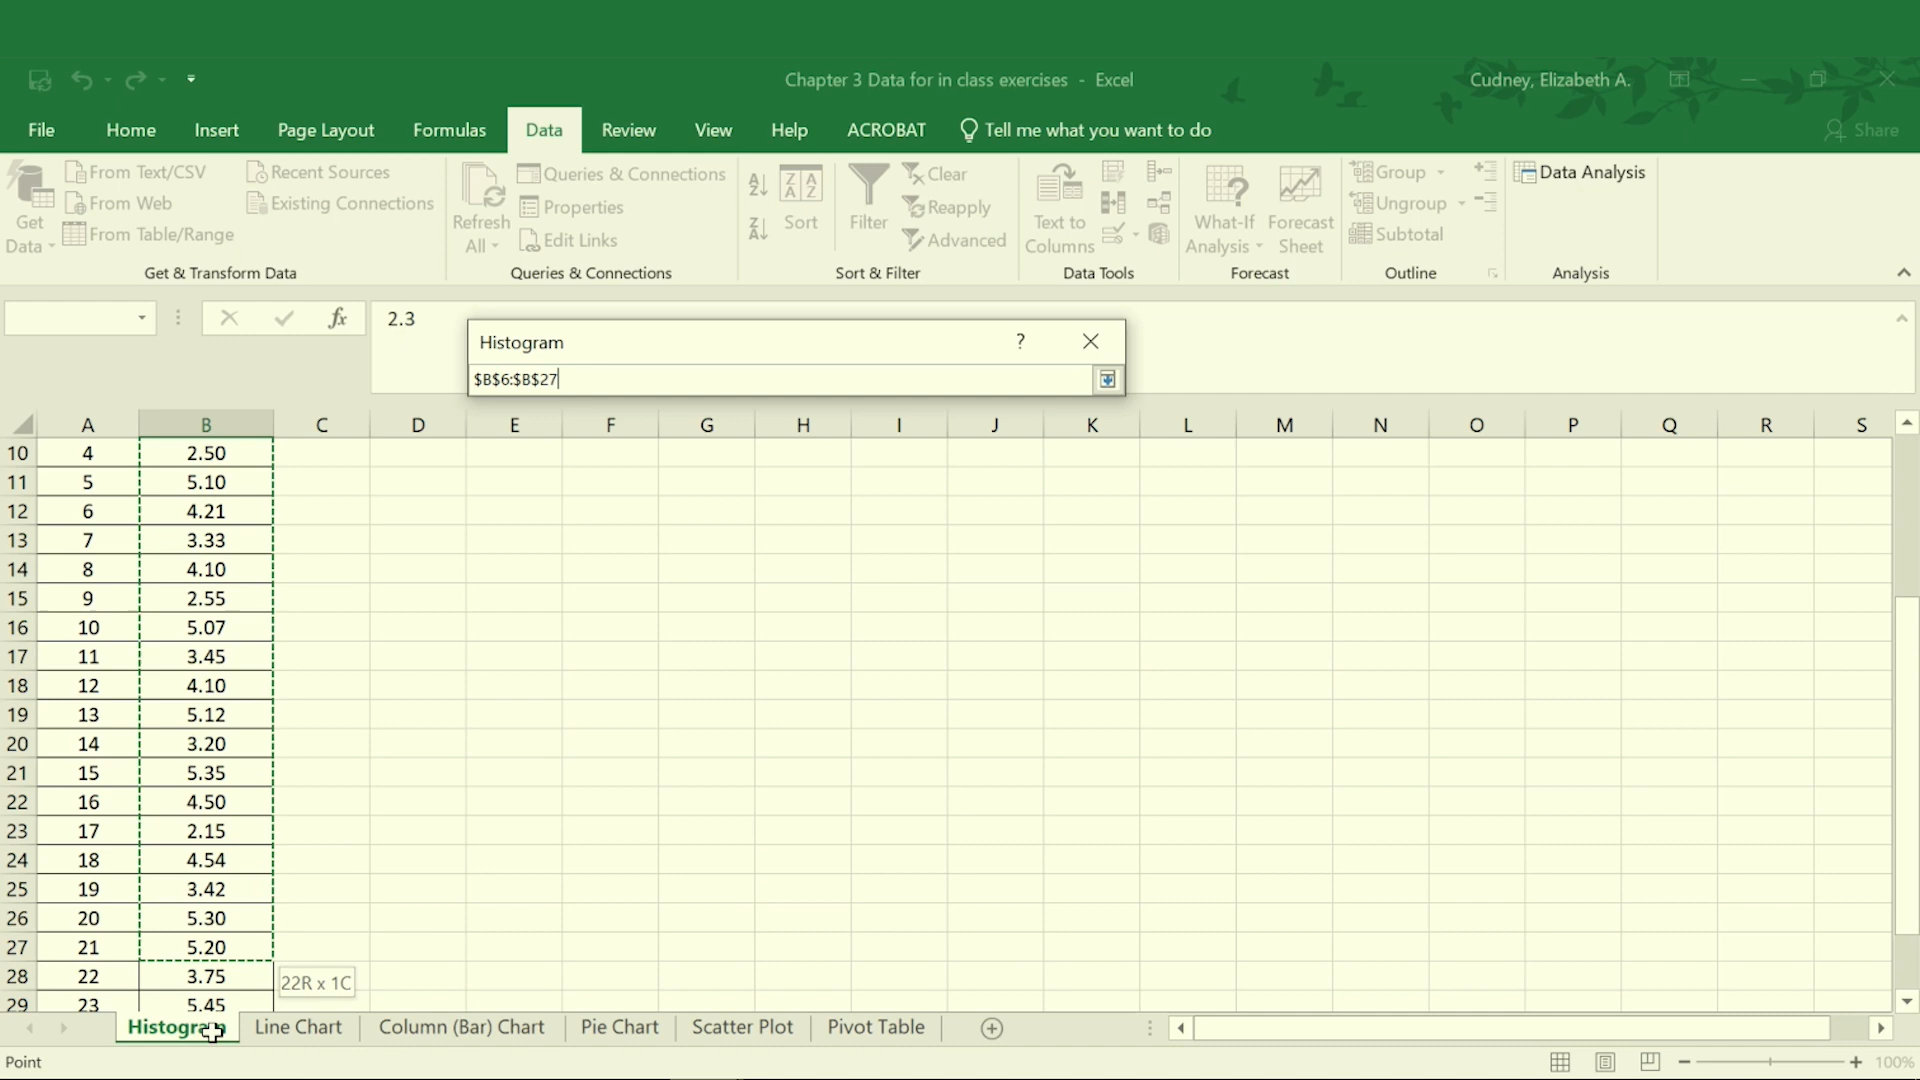 Chapter 3 Data for in class exercises - Excel
Cudney, Elizabeth A.
File Home Insert Page Layout Formulas Data Review View Help ACROBAT Tell me what you want to do Share
Get Data
From Text/CSV
From Web
From Table/Range
Recent Sources
Existing Connections
Get & Transform Data
Refresh All
Queries & Connections
Properties
Edit Links
Queries & Connections
Sort
Filter
Clear
Reapply
Advanced
Sort & Filter
Text to Columns
Data Tools
What-If Analysis
Forecast Sheet
Forecast
Group
Ungroup
Subtotal
Outline
Data Analysis
Analysis
fx 2.3
Histogram ?
$B$6:$B$27
A B C D E F G H I J K L M N O P Q R S
10 4 2.50
11 5 5.10
12 6 4.21
13 7 3.33
14 8 4.10
15 9 2.55
16 10 5.07
17 11 3.45
18 12 4.10
19 13 5.12
20 14 3.20
21 15 5.35
22 16 4.50
23 17 2.15
24 18 4.54
25 19 3.42
26 20 5.30
27 21 5.20
28 22 3.75
22R x 1C
29 23 5.45
Histogram Line Chart Column (Bar) Chart Pie Chart Scatter Plot Pivot Table
Point
100%